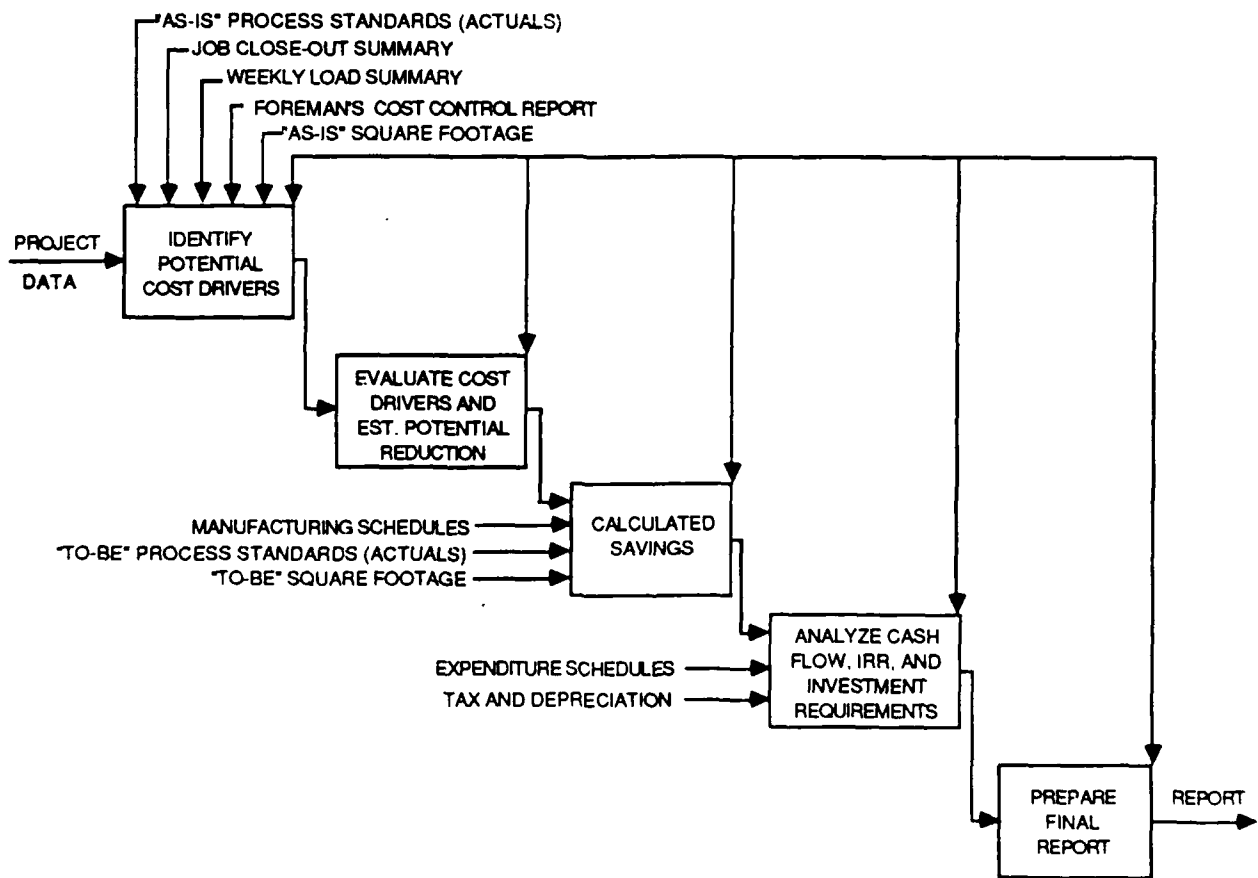 "AS-IS" PROCESS STANDARDS (ACTUALS)
JOB CLOSE-OUT SUMMARY
WEEKLY LOAD SUMMARY
FOREMAN'S COST CONTROL REPORT
"AS-IS" SQUARE FOOTAGE
PROJECT
DATA
IDENTIFY
POTENTIAL
COST DRIVERS
EVALUATE COST
DRIVERS AND
EST. POTENTIAL
REDUCTION
MANUFACTURING SCHEDULES
"TO-BE" PROCESS STANDARDS (ACTUALS)
"TO-BE" SQUARE FOOTAGE
CALCULATED
SAVINGS
EXPENDITURE SCHEDULES
TAX AND DEPRECIATION
ANALYZE CASH
FLOW, IRR, AND
INVESTMENT
REQUIREMENTS
PREPARE
FINAL
REPORT
REPORT